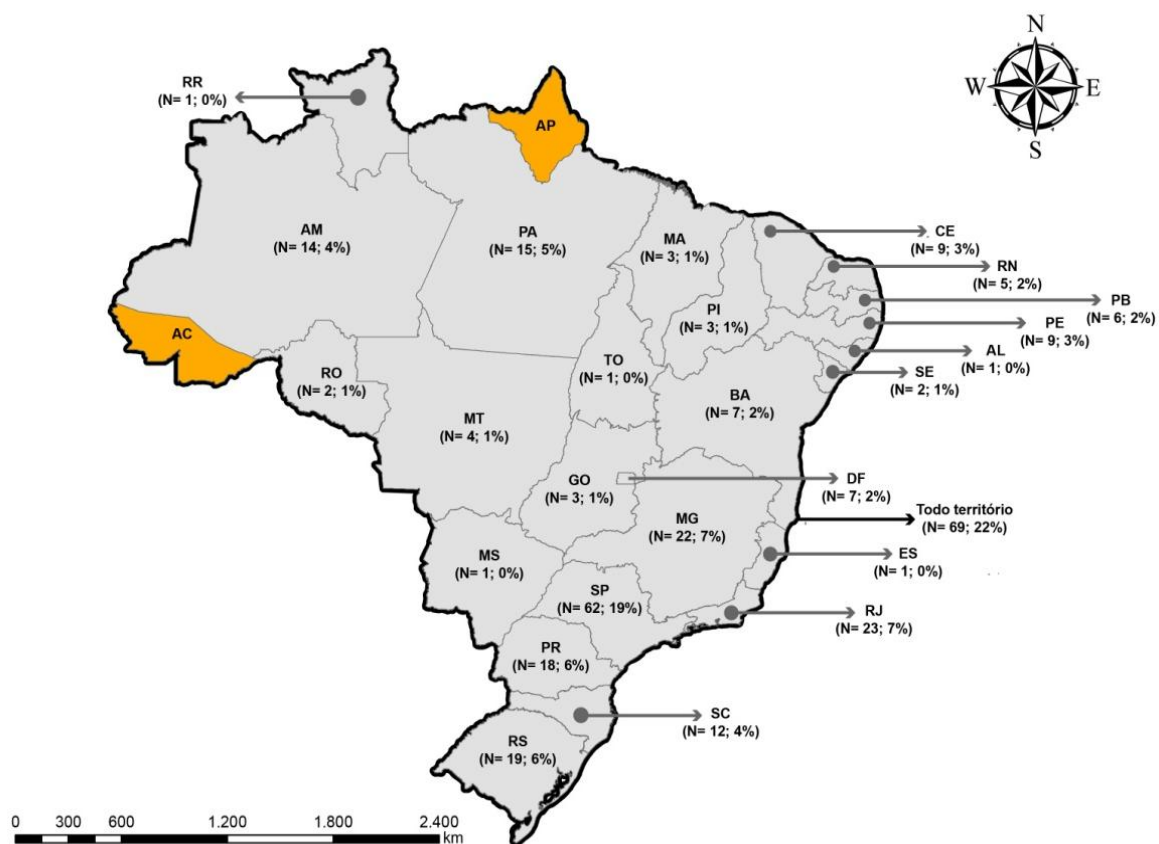 N
W
E
S
RR
(N= 1; 0%)
AP
AM
(N= 14; 4%)
PA
(N= 15; 5%)
MA
(N= 3; 1%)
CE
(N= 9; 3%)
RN
(N= 5; 2%)
PB
(N= 6; 2%)
PI
(N= 3; 1%)
PE
(N= 9; 3%)
AC
AL
(N= 1; 0%)
TO
(N= 1; 0%)
RO
(N= 2; 1%)
SE
(N= 2; 1%)
BA
(N= 7; 2%)
MT
(N= 4; 1%)
GO
(N= 3; 1%)
DF
(N= 7; 2%)
Todo território
(N= 69; 22%)
MG
(N= 22; 7%)
MS
(N= 1; 0%)
ES
(N= 1; 0%)
SP
(N= 62; 19%)
RJ
(N= 23; 7%)
PR
(N= 18; 6%)
SC
(N= 12; 4%)
RS
(N= 19; 6%)
0 300 600 1.200 1.800 2.400
km